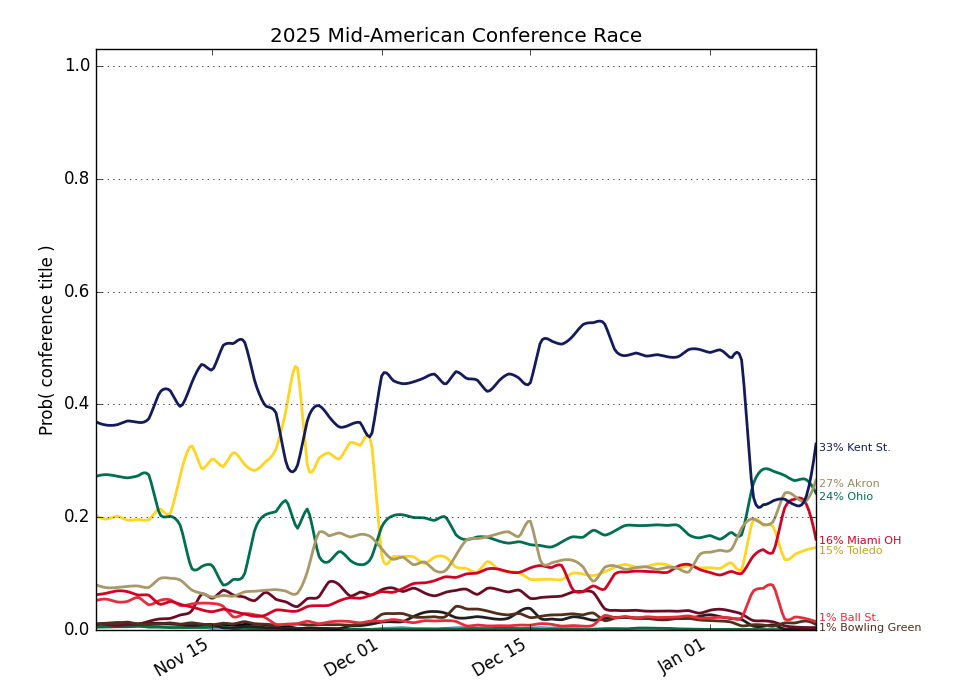 2025 Mid-American Conference Race
Prob( conference title )
1.0
0.8
0.6
0.4
0.2
0.0
33% Kent St.
27% Akron
24% Ohio
16% Miami OH
15% Toledo
1% Ball St.
1% Bowling Green
Nov 15
Dec 01
Dec 15
Jan 01